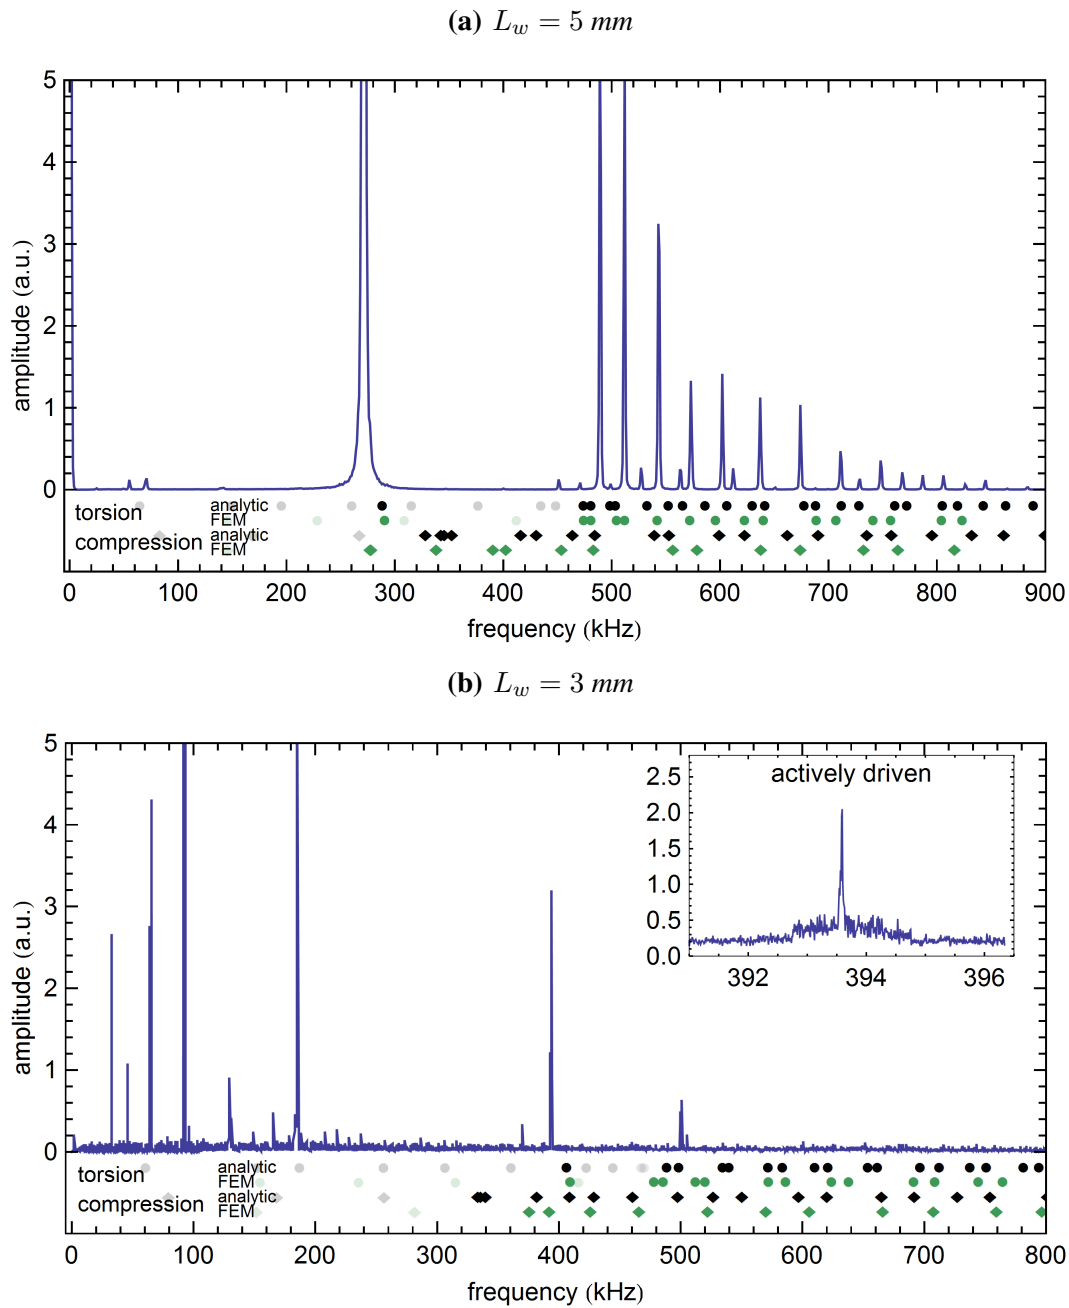 (a) L_w = 5 mm
5
4
3
2
1
0
amplitude (a.u.)
torsion
analytic
FEM
compression
analytic
FEM
0 100 200 300 400 500 600 700 800 900
frequency (kHz)
(b) L_w = 3 mm
5
4
3
2
1
0
amplitude (a.u.)
actively driven
2.5
2.0
1.5
1.0
0.5
0.0
392 394 396
torsion
analytic
FEM
compression
analytic
FEM
0 100 200 300 400 500 600 700 800
frequency (kHz)